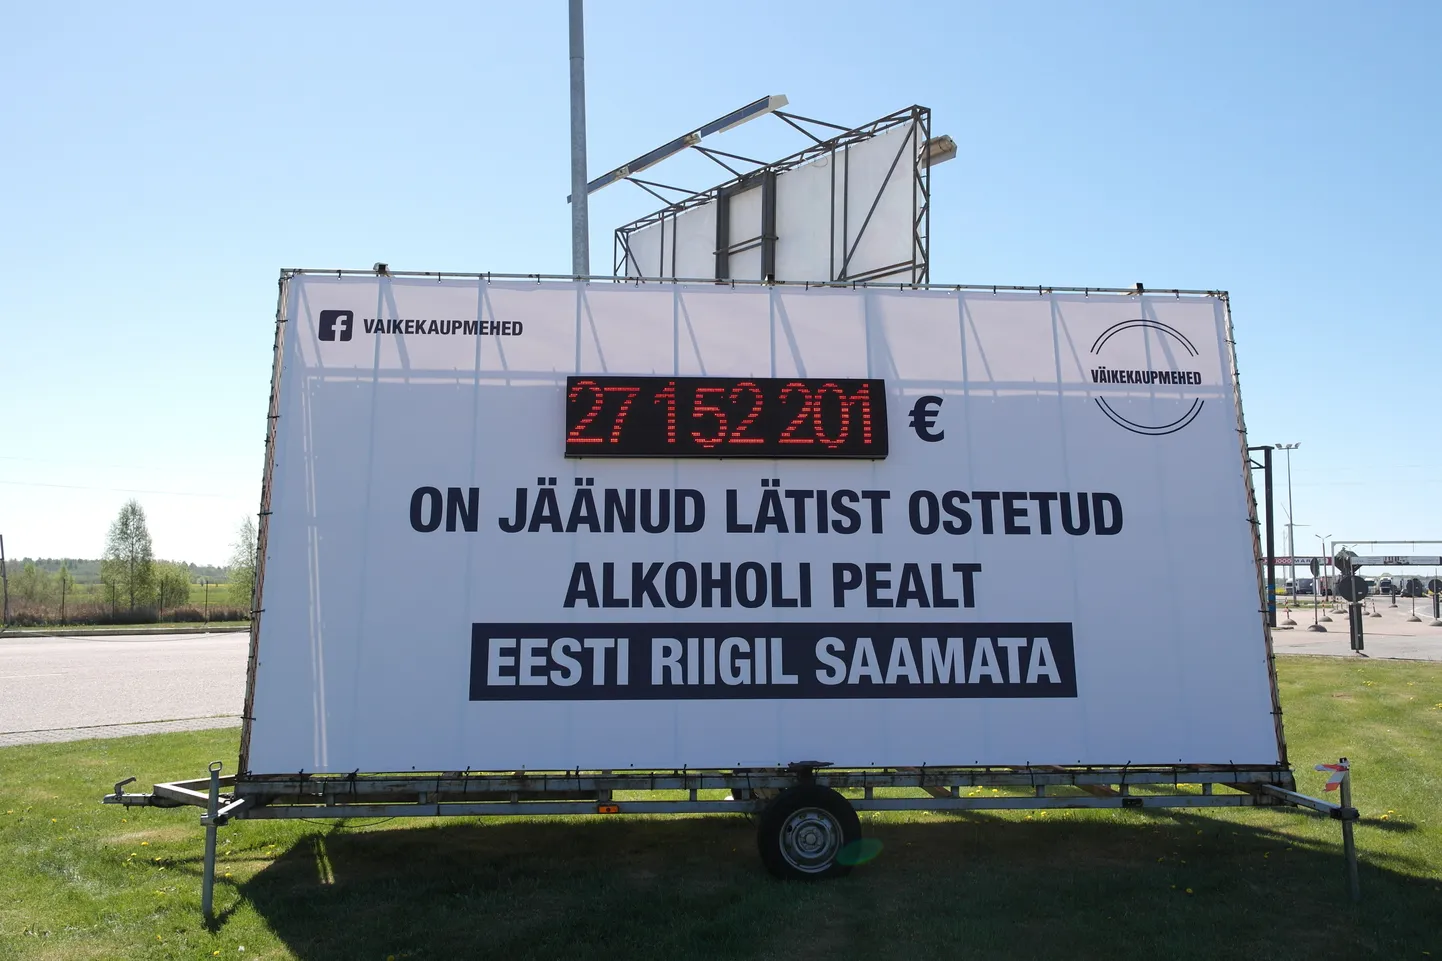 VAIKEKAUPMEHED
VÄIKEKAUPMEHED
27 152 201 €
ON JÄÄNUD LÄTIST OSTETUD
ALKOHOLI PEALT
EESTI RIIGIL SAAMATA